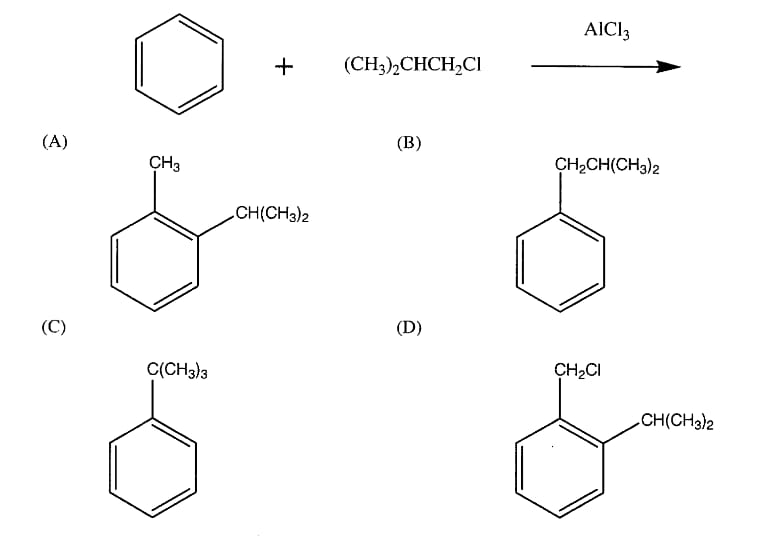 AlCl3
+ (CH3)2CHCH2Cl
(A) (B)
CH3 CH2CH(CH3)2
CH(CH3)2
(C) (D)
C(CH3)3 CH2Cl
CH(CH3)2